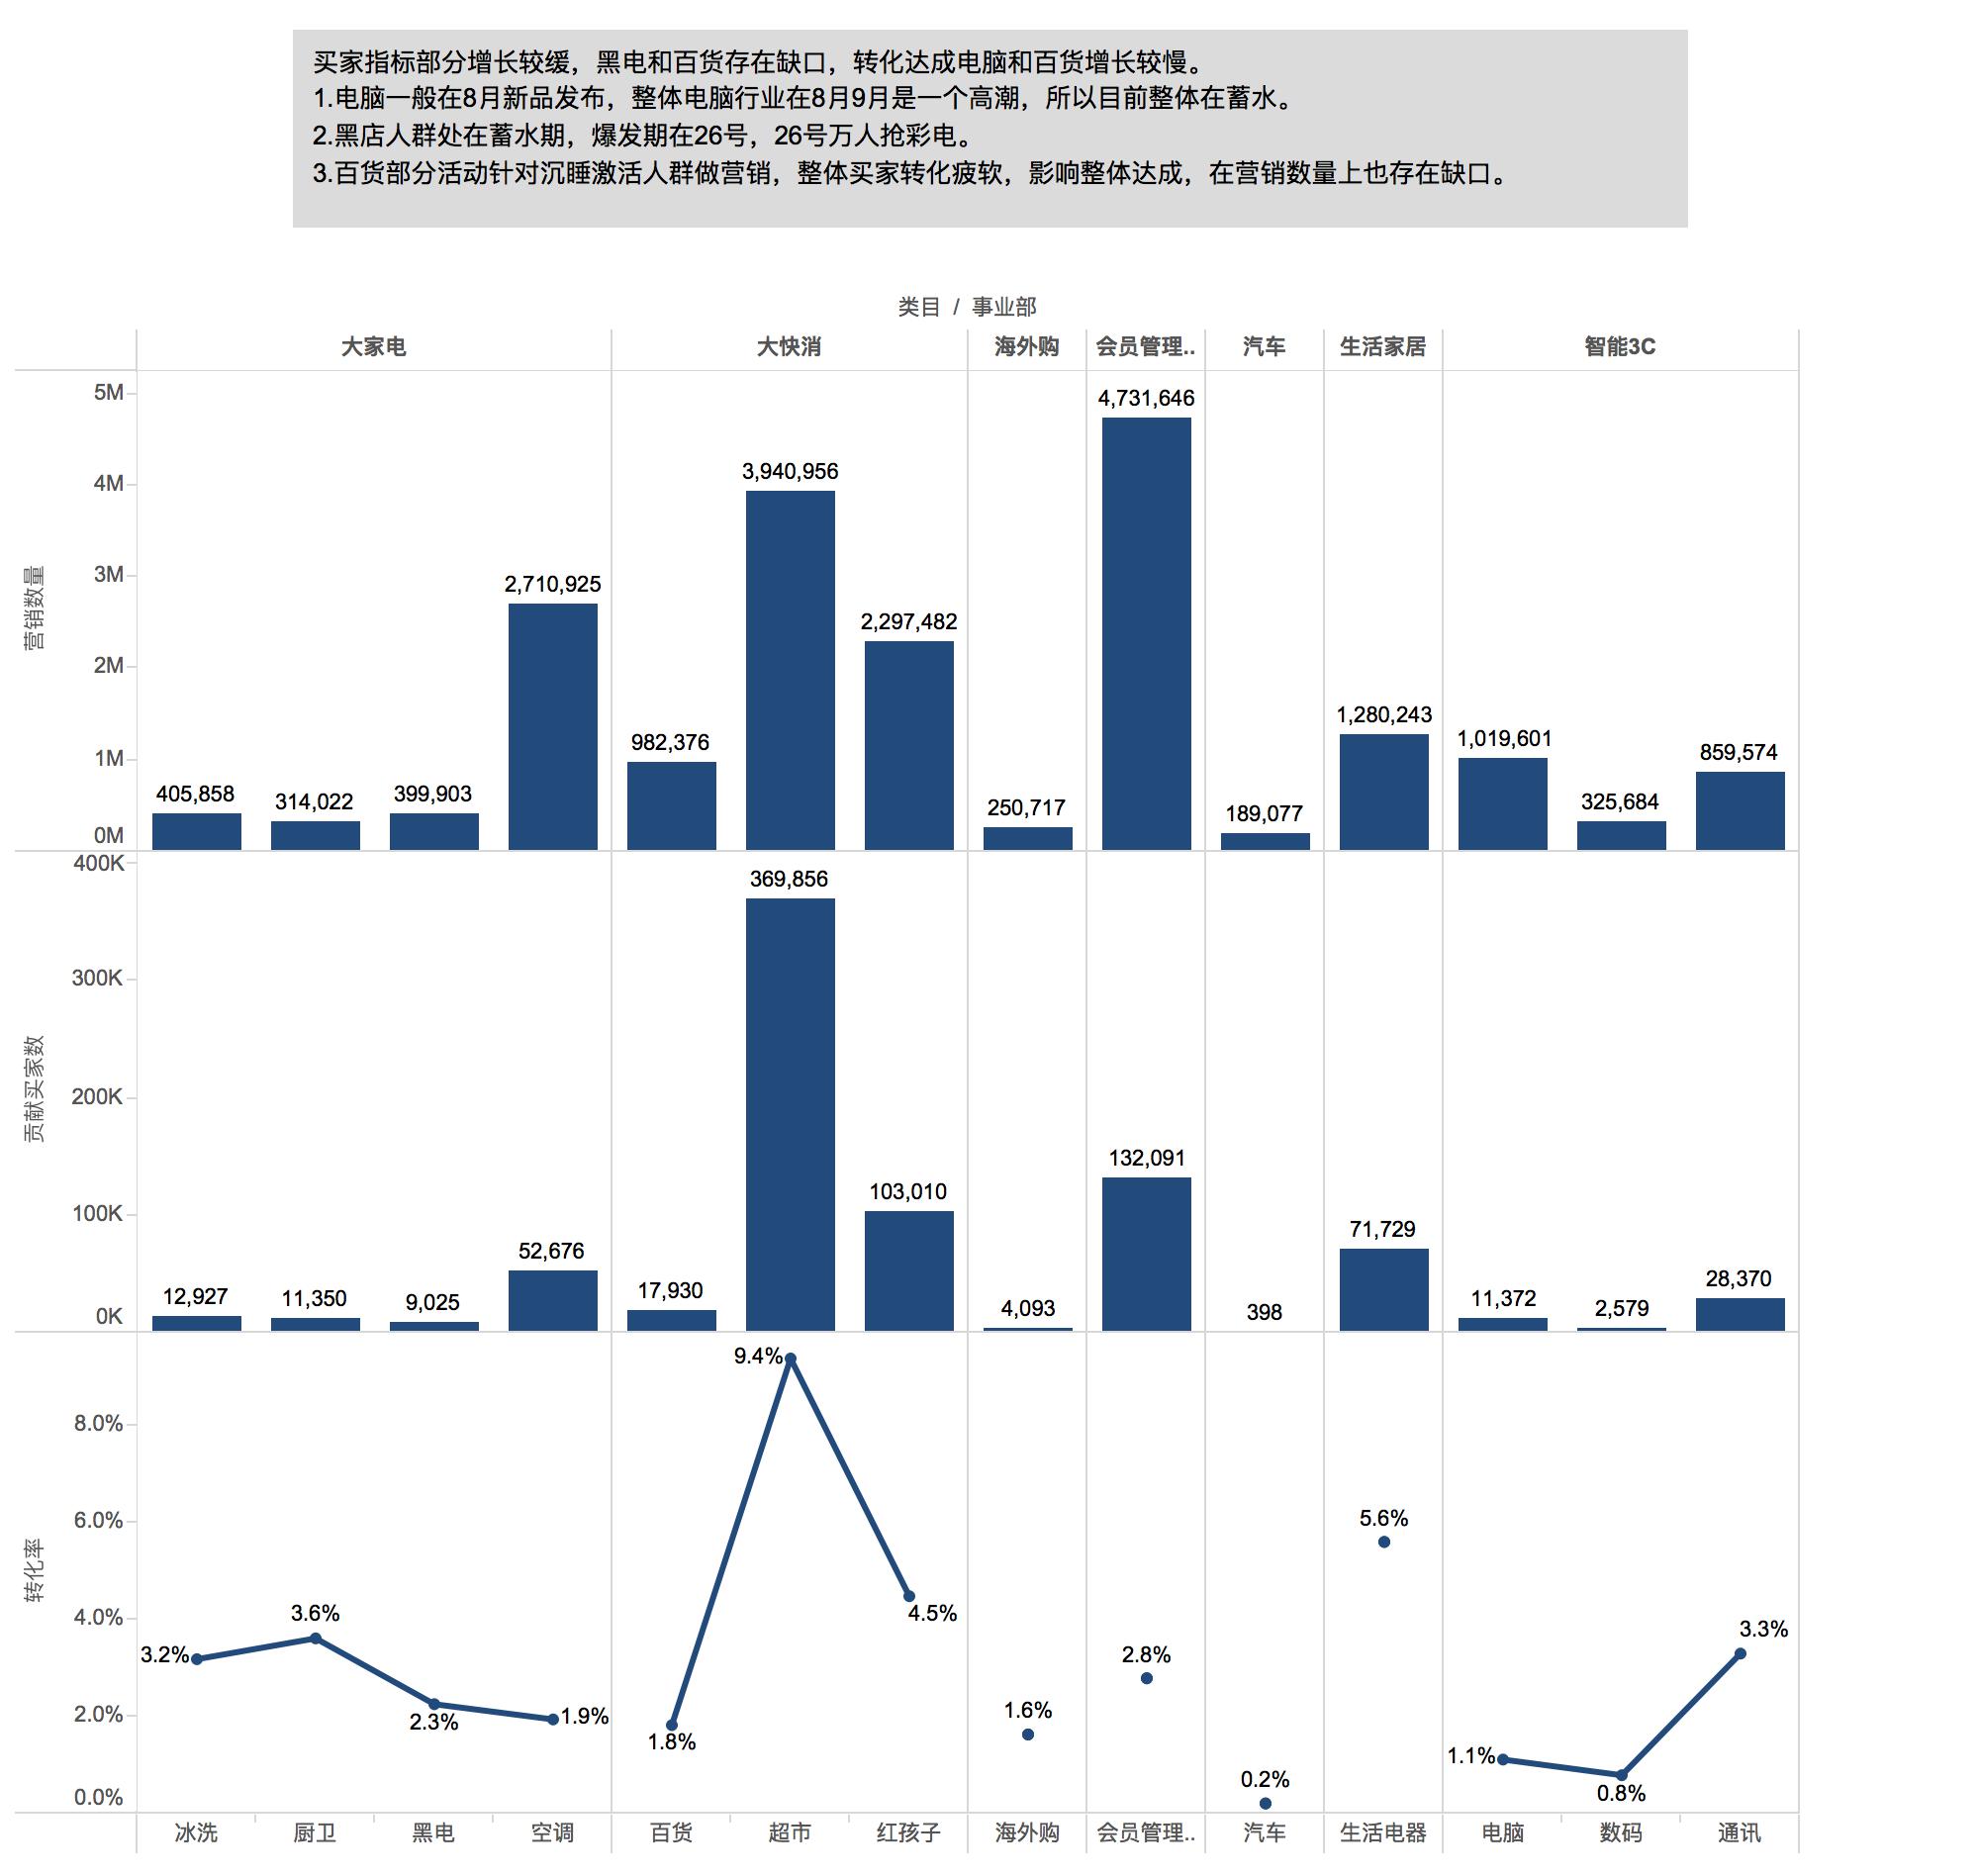 买家指标部分增长较缓，黑电和百货存在缺口，转化达成电脑和百货增长较慢。
1.电脑一般在8月新品发布，整体电脑行业在8月9月是一个高潮，所以目前整体在蓄水。
2.黑店人群处在蓄水期，爆发期在26号，26号万人抢彩电。
3.百货部分活动针对沉睡激活人群做营销，整体买家转化疲软，影响整体达成，在营销数量上也存在缺口。
类目 / 事业部
大家电 大快消 海外购 会员管理.. 汽车 生活家居 智能3C
营销数量
5M
4M
3M
2M
1M
0M
405,858 314,022 399,903 2,710,925 982,376 3,940,956 2,297,482 250,717 4,731,646 189,077 1,280,243 1,019,601 325,684 859,574
贡献买家数
400K
300K
200K
100K
0K
12,927 11,350 9,025 52,676 17,930 369,856 103,010 4,093 132,091 398 71,729 11,372 2,579 28,370
转化率
8.0%
6.0%
4.0%
2.0%
0.0%
3.2% 3.6% 2.3% 1.9% 1.8% 9.4% 4.5% 1.6% 2.8% 0.2% 5.6% 1.1% 0.8% 3.3%
冰洗 厨卫 黑电 空调 百货 超市 红孩子 海外购 会员管理.. 汽车 生活电器 电脑 数码 通讯